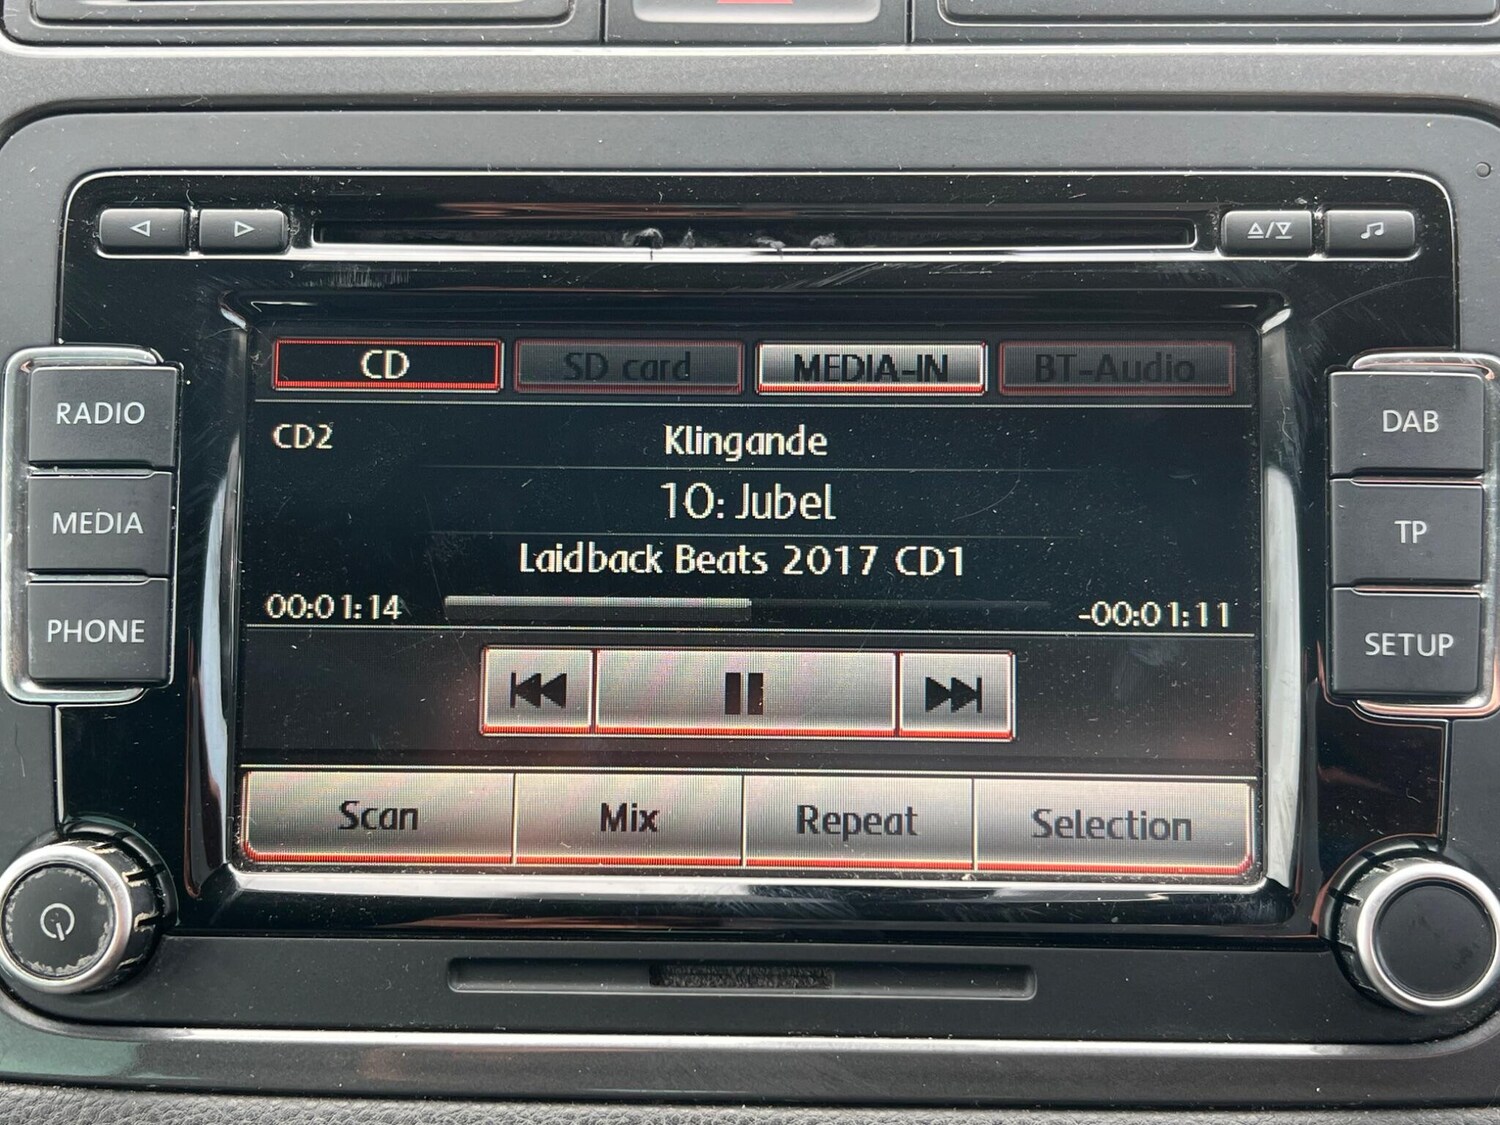 CD SD card MEDIA-IN BT-Audio
RADIO
MEDIA
PHONE
CD2
Klingande
10: Jubel
Laidback Beats 2017 CD1
00:01:14 -00:01:11
Scan Mix Repeat Selection
DAB
TP
SETUP